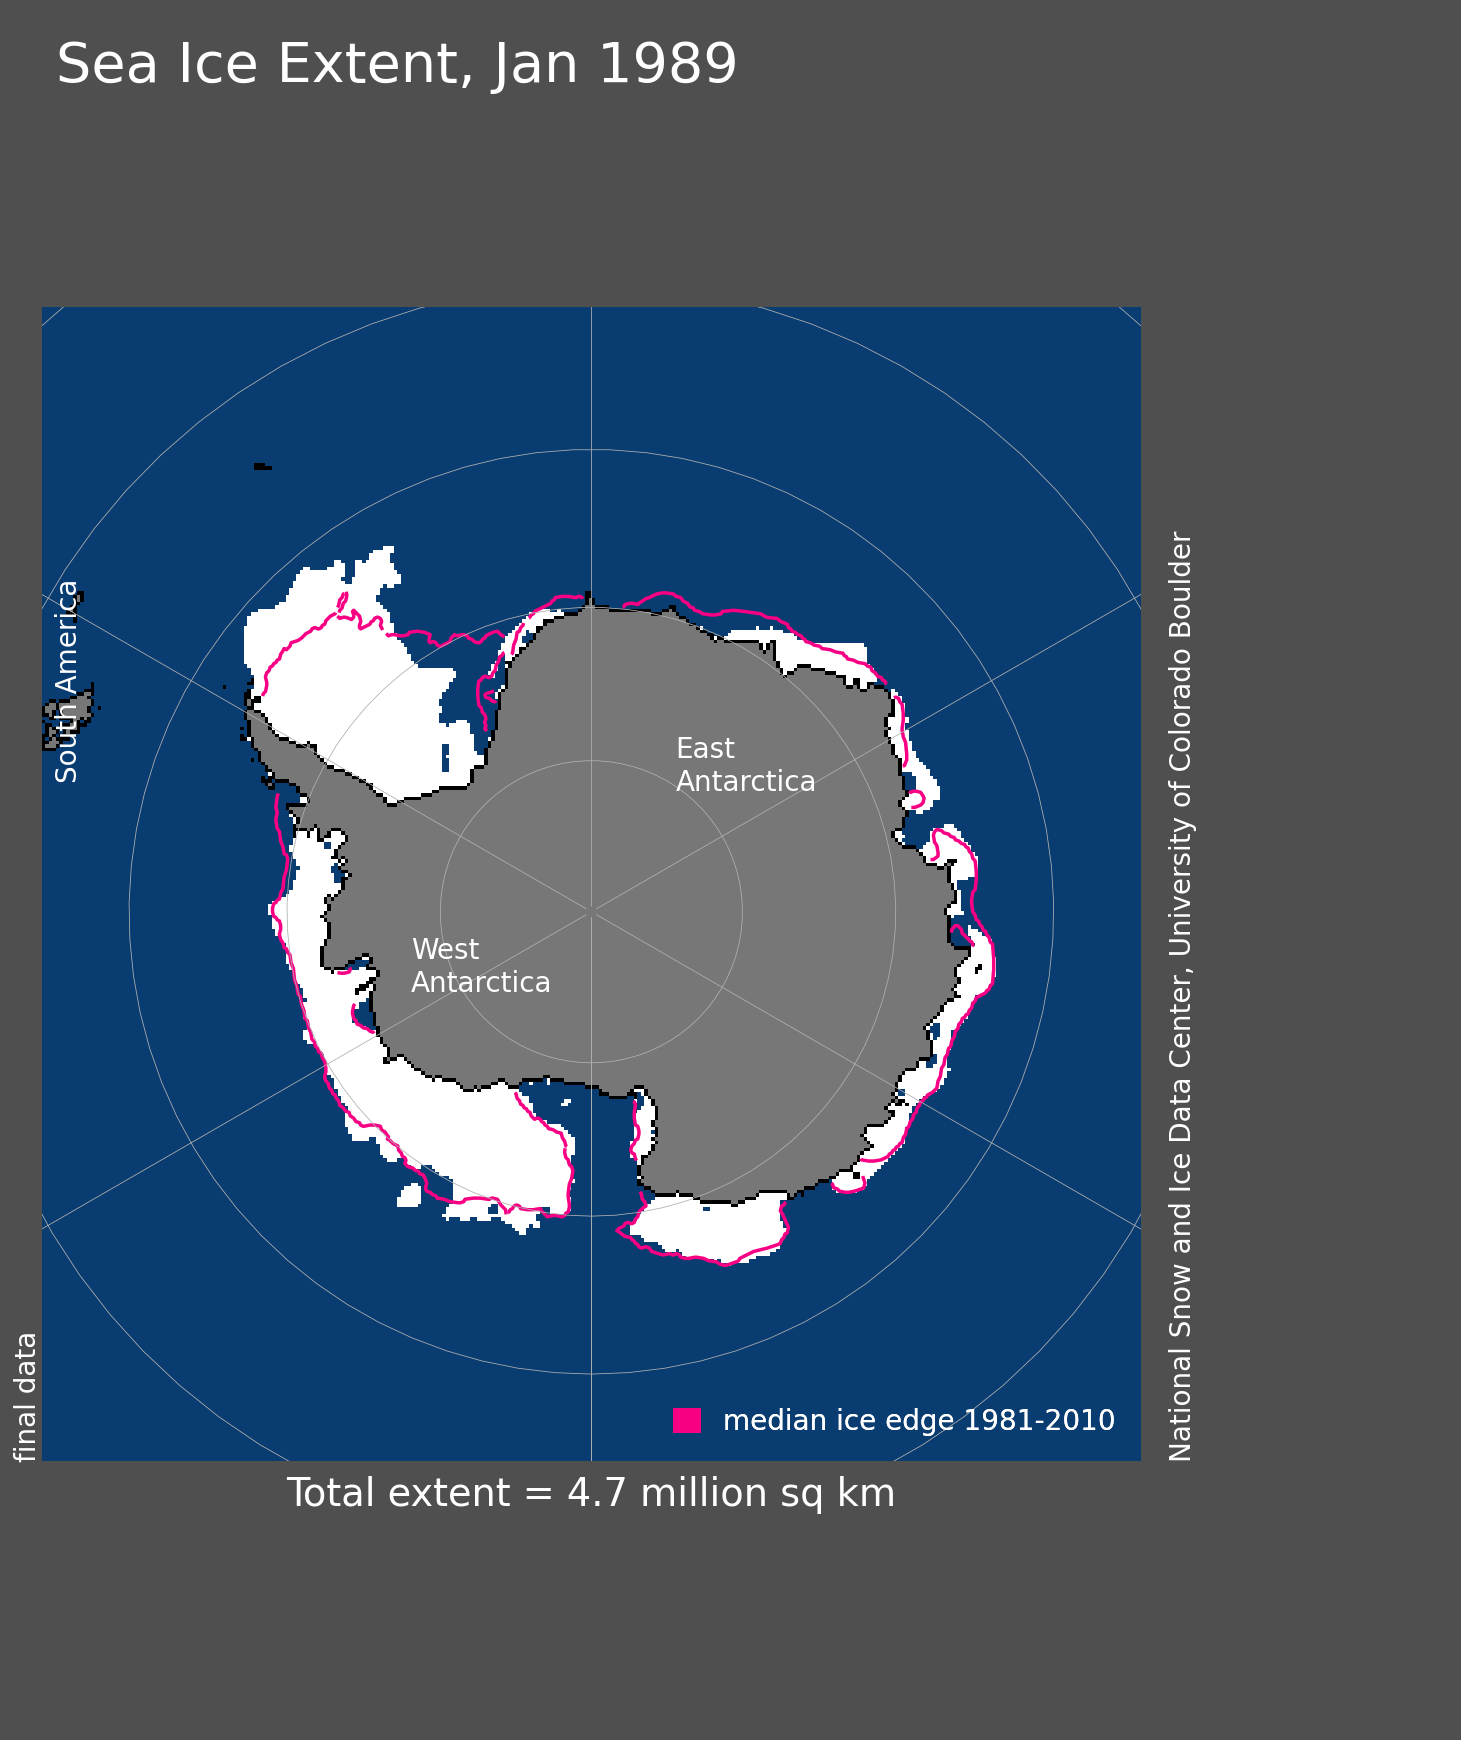 Sea Ice Extent, Jan 1989
South America
East
Antarctica
West
Antarctica
National Snow and Ice Data Center, University of Colorado Boulder
final data
median ice edge 1981-2010
Total extent = 4.7 million sq km